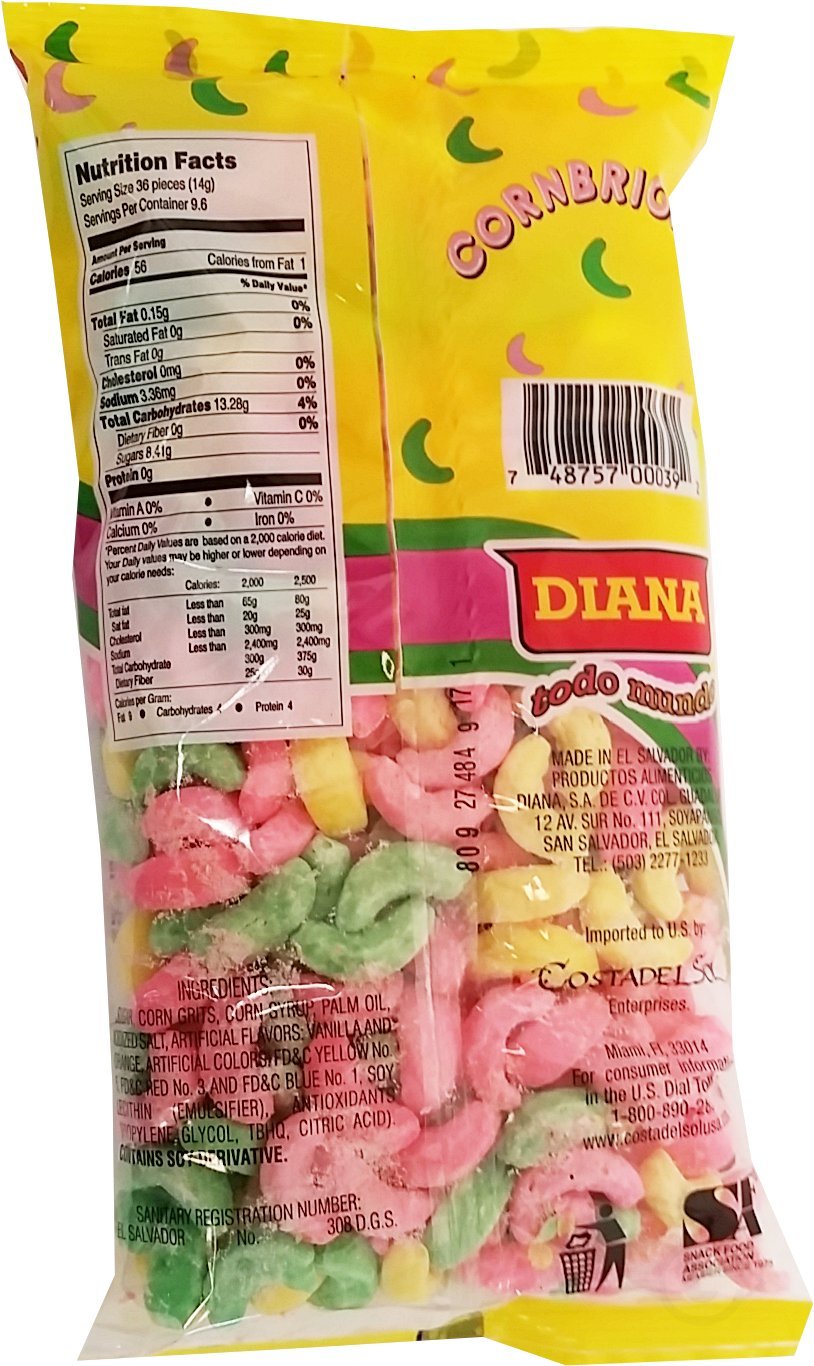 Nutrition Facts
Serving Size 36 pieces (14g)
Servings Per Container 9.6
Amount Per Serving
Calories 56 Calories from Fat 1
% Daily Value*
Total Fat 0.15g 0%
Saturated Fat 0g 0%
Trans Fat 0g
Cholesterol 0mg 0%
Sodium 3.36mg 0%
Total Carbohydrates 13.28g 4%
Dietary Fiber 0g 0%
Sugars 8.41g
Protein 0g
Vitamin A 0% • Vitamin C 0%
Calcium 0% • Iron 0%
*Percent Daily Values are based on a 2,000 calorie diet.
Your Daily values may be higher or lower depending on
your calorie needs:
Calories: 2,000 2,500
Total fat Less than 65g 80g
Sat fat Less than 20g 25g
Cholesterol Less than 300mg 300mg
Sodium Less than 2,400mg 2,400mg
Total Carbohydrate 300g 375g
Dietary Fiber 25g 30g
Calories per Gram:
Fat 9 • Carbohydrates 4 • Protein 4
CORNBRIO
7 48757 00039 2
DIANA
todo mundo
809 27484 9 17 1
MADE IN EL SALVADOR BY
PRODUCTOS ALIMENTICIOS
DIANA, S.A. DE C.V. COL. GUADA
12 AV. SUR No. 111, SOYAPA
SAN SALVADOR, EL SALVADO
TEL.: (503) 2277-1233
Imported to U.S. by:
COSTADELSOL
Enterprises.
Miami, FL 33014
For consumer informa
in the U.S. Dial Toll
1-800-890-28
www.costadelsolusa
INGREDIENTS:
SUGAR, CORN GRITS, CORN SYRUP, PALM OIL,
IODIZED SALT, ARTIFICIAL FLAVORS: VANILLA AND
ORANGE, ARTIFICIAL COLORS: FD&C YELLOW No.
FD&C RED No. 3 AND FD&C BLUE No. 1, SOY
LECITHIN (EMULSIFIER), ANTIOXIDANTS
(PROPYLENE GLYCOL, TBHQ, CITRIC ACID).
CONTAINS SOY DERIVATIVE.
SANITARY REGISTRATION NUMBER:
EL SALVADOR No. 308 D.G.S.
SNACK FOOD
ASSOCIATION